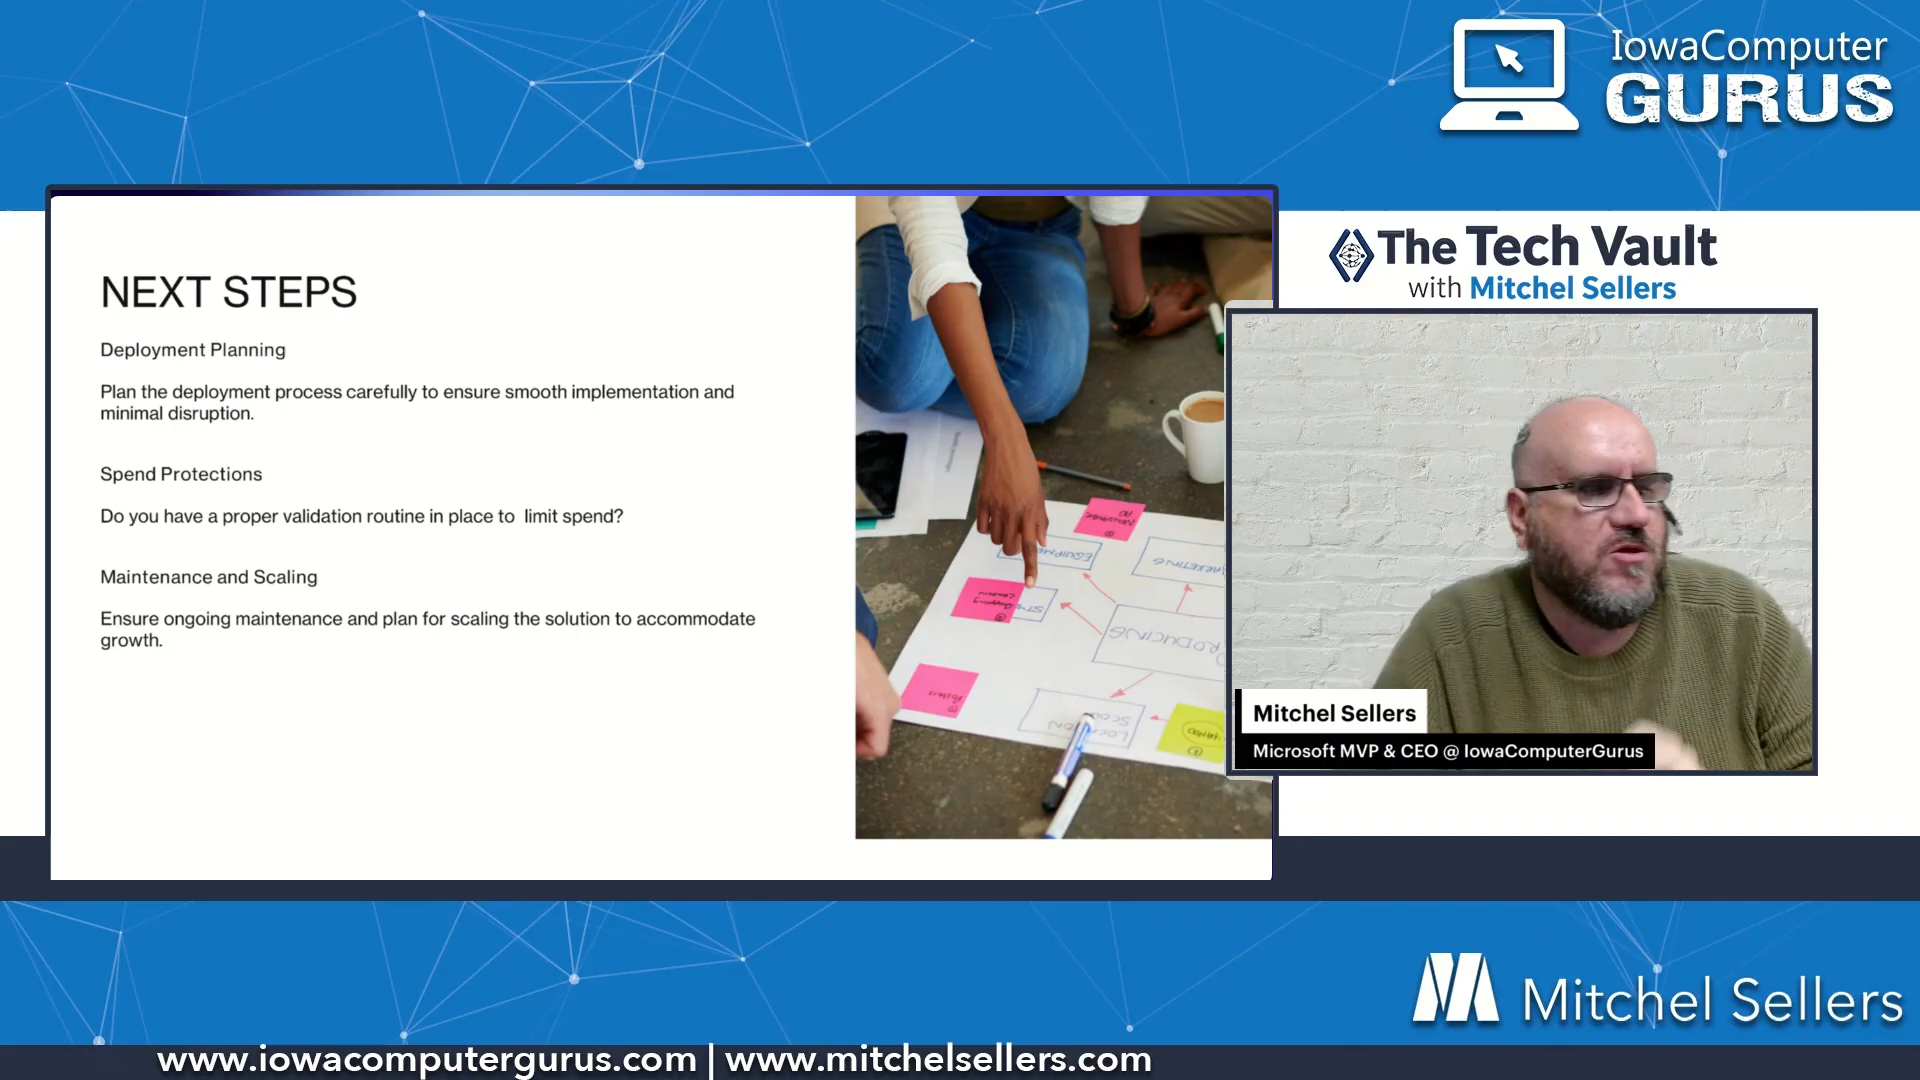 IowaComputer
GURUS
The Tech Vault
with Mitchel Sellers
NEXT STEPS
Deployment Planning
Plan the deployment process carefully to ensure smooth implementation and
minimal disruption.
Spend Protections
Do you have a proper validation routine in place to  limit spend?
Maintenance and Scaling
Ensure ongoing maintenance and plan for scaling the solution to accommodate
growth.
PRODUCING
LOCATION
Mitchel Sellers
Microsoft MVP & CEO @ IowaComputerGurus
Mitchel Sellers
www.iowacomputergurus.com | www.mitchelsellers.com